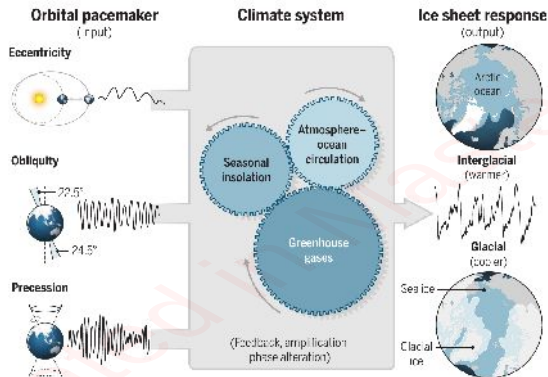 Orbital pacemaker
(input)
Eccentricity
Obliquity
22.5°
24.5°
Precession
Climate system
Seasonal
insolation
Atmosphere–
ocean
circulation
Greenhouse
gases
(Feedback, amplification
phase alteration)
Ice sheet response
(output)
Arctic
ocean
Interglacial
(warmer)
Glacial
(cooler)
Sea ice
Glacial
ice